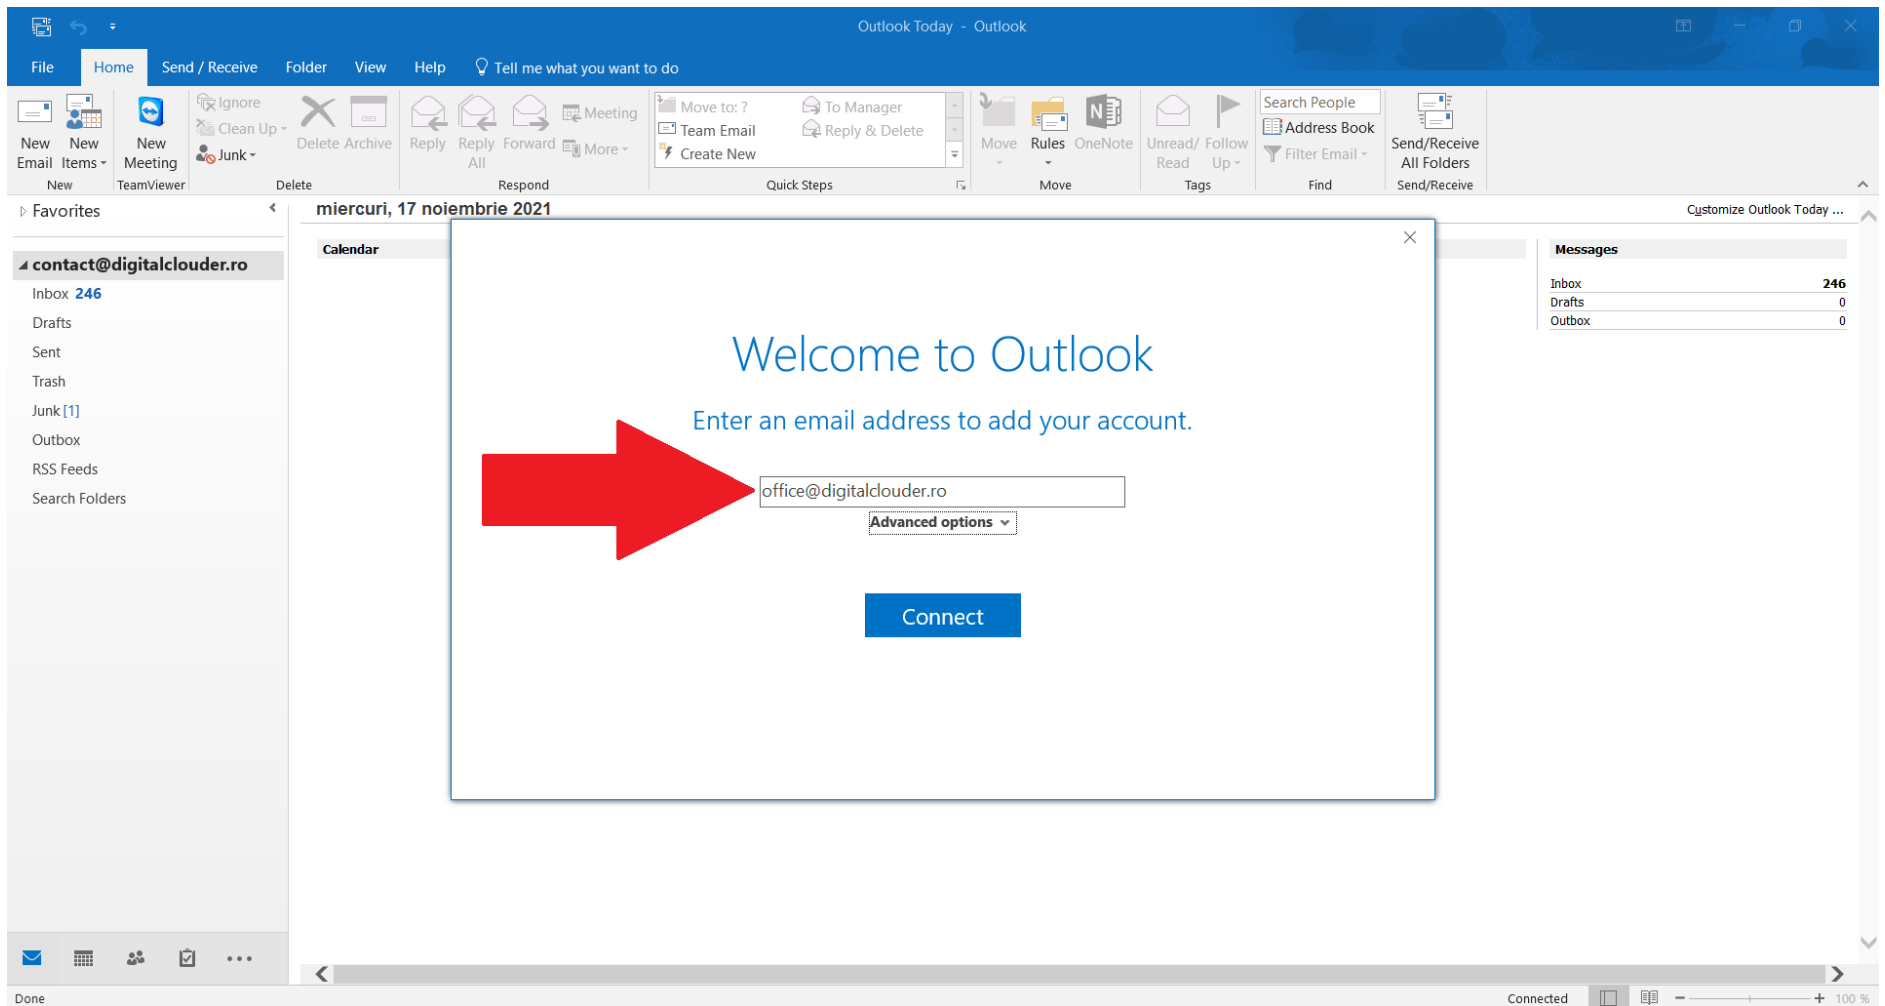 Outlook Today - Outlook
File Home Send / Receive Folder View Help Tell me what you want to do
New Email
New Items
New
New Meeting
TeamViewer
Ignore
Clean Up
Junk
Delete Archive
Delete
Reply
Reply All
Forward
Meeting
More
Respond
Move to: ?
Team Email
Create New
To Manager
Reply & Delete
Quick Steps
Move
Rules
OneNote
Move
Unread/ Read
Follow Up
Tags
Search People
Address Book
Filter Email
Find
Send/Receive All Folders
Send/Receive
Favorites
contact@digitalclouder.ro
Inbox 246
Drafts
Sent
Trash
Junk [1]
Outbox
RSS Feeds
Search Folders
miercuri, 17 noiembrie 2021
Customize Outlook Today ...
Calendar
Messages
Inbox 246
Drafts 0
Outbox 0
Welcome to Outlook
Enter an email address to add your account.
office@digitalclouder.ro
Advanced options
Connect
Done
Connected
100 %